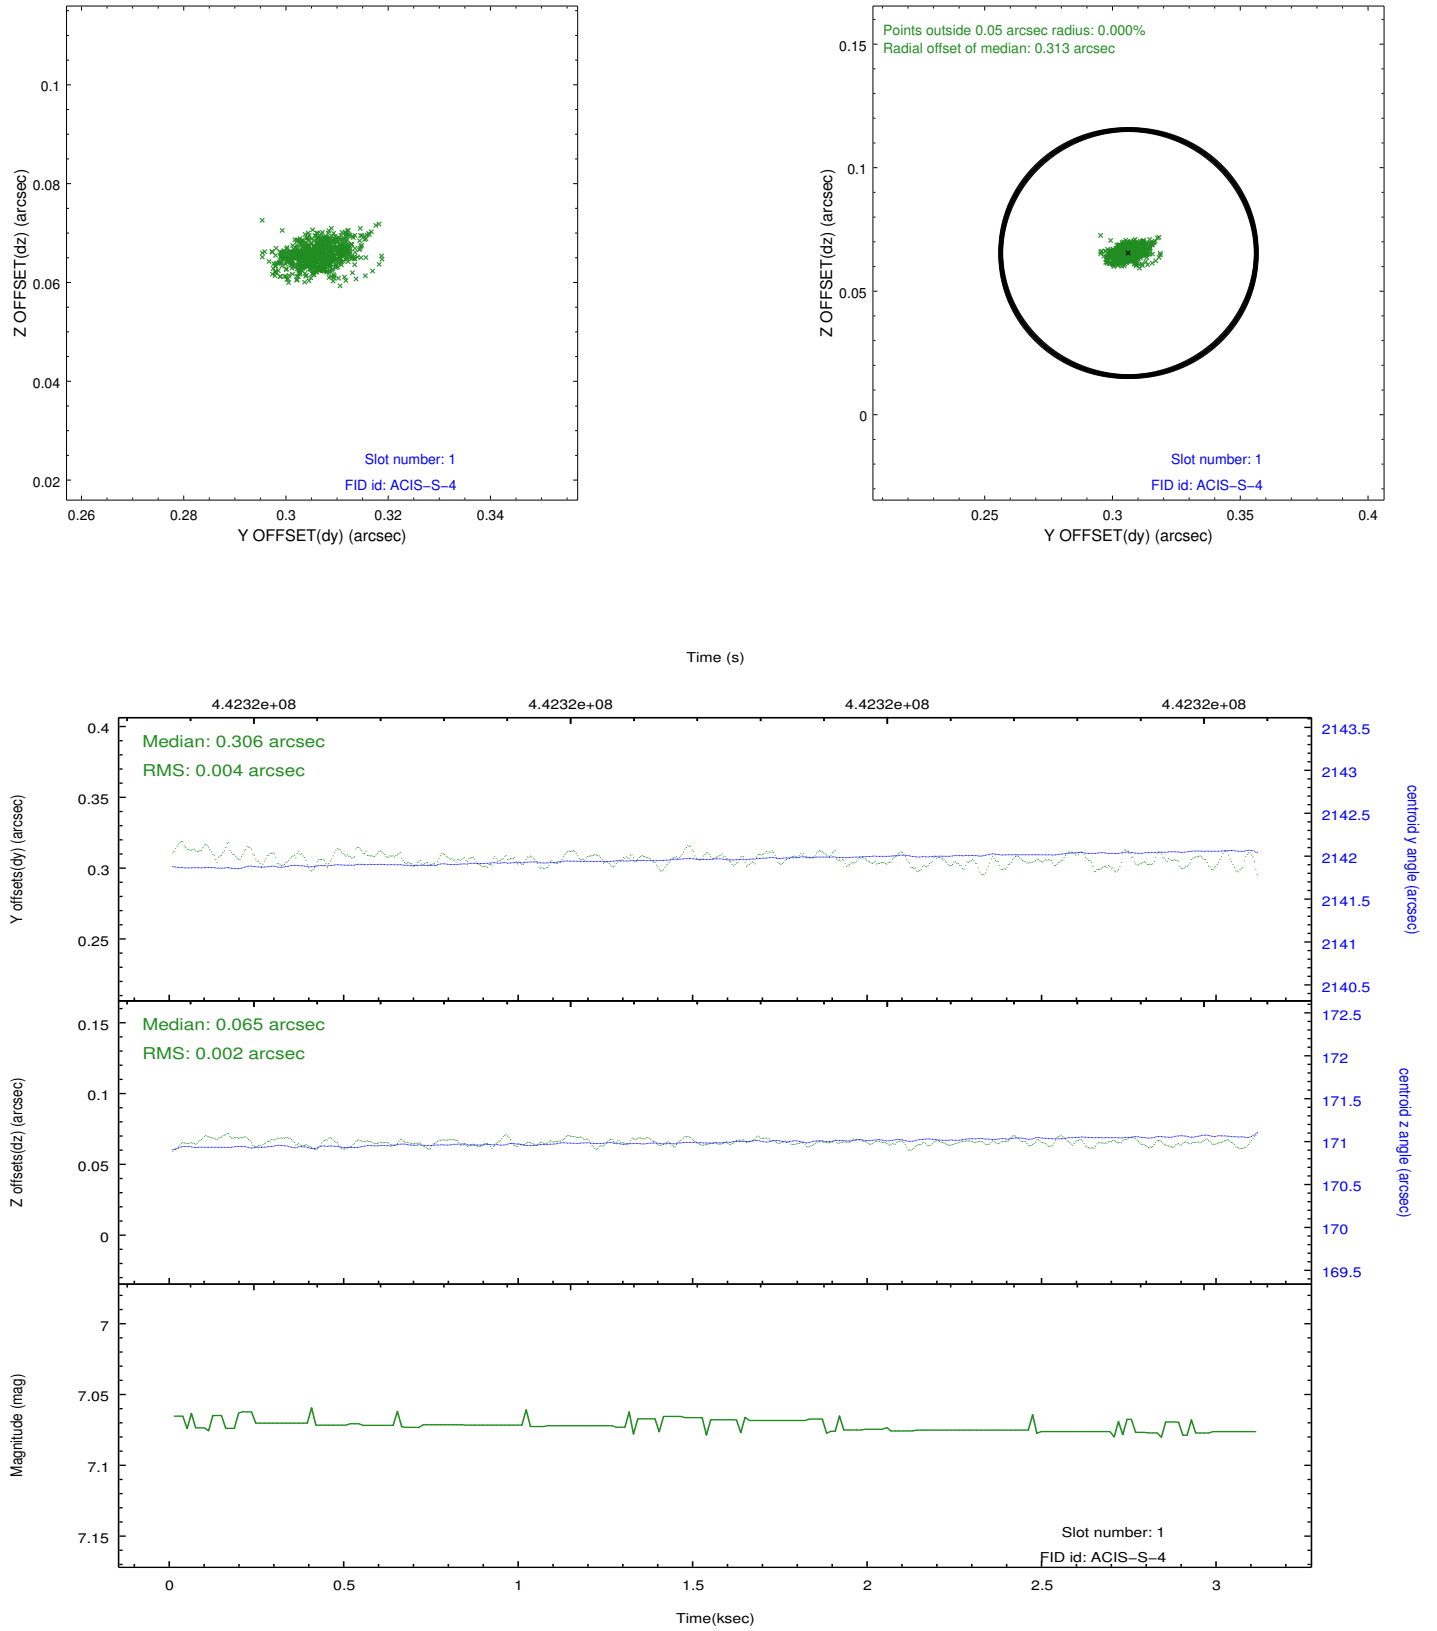 0.1
0.08
0.06
0.04
0.02
Z OFFSET(dz) (arcsec)
Slot number: 1
FID id: ACIS−S−4
0.26 0.28 0.3 0.32 0.34
Y OFFSET(dy) (arcsec)
Points outside 0.05 arcsec radius: 0.000%
Radial offset of median: 0.313 arcsec
0.15
0.1
0.05
0
Z OFFSET(dz) (arcsec)
Slot number: 1
FID id: ACIS−S−4
0.25 0.3 0.35 0.4
Y OFFSET(dy) (arcsec)
Time (s)
4.4232e+08 4.4232e+08 4.4232e+08 4.4232e+08
Median: 0.306 arcsec
RMS: 0.004 arcsec
0.4
0.35
0.3
0.25
Y offsets(dy) (arcsec)
2143.5
2143
2142.5
2142
2141.5
2141
2140.5
centroid y angle (arcsec)
Median: 0.065 arcsec
RMS: 0.002 arcsec
0.15
0.1
0.05
0
Z offsets(dz) (arcsec)
172.5
172
171.5
171
170.5
170
169.5
centroid z angle (arcsec)
7
7.05
7.1
7.15
Magnitude (mag)
Slot number: 1
FID id: ACIS−S−4
0 0.5 1 1.5 2 2.5 3
Time(ksec)